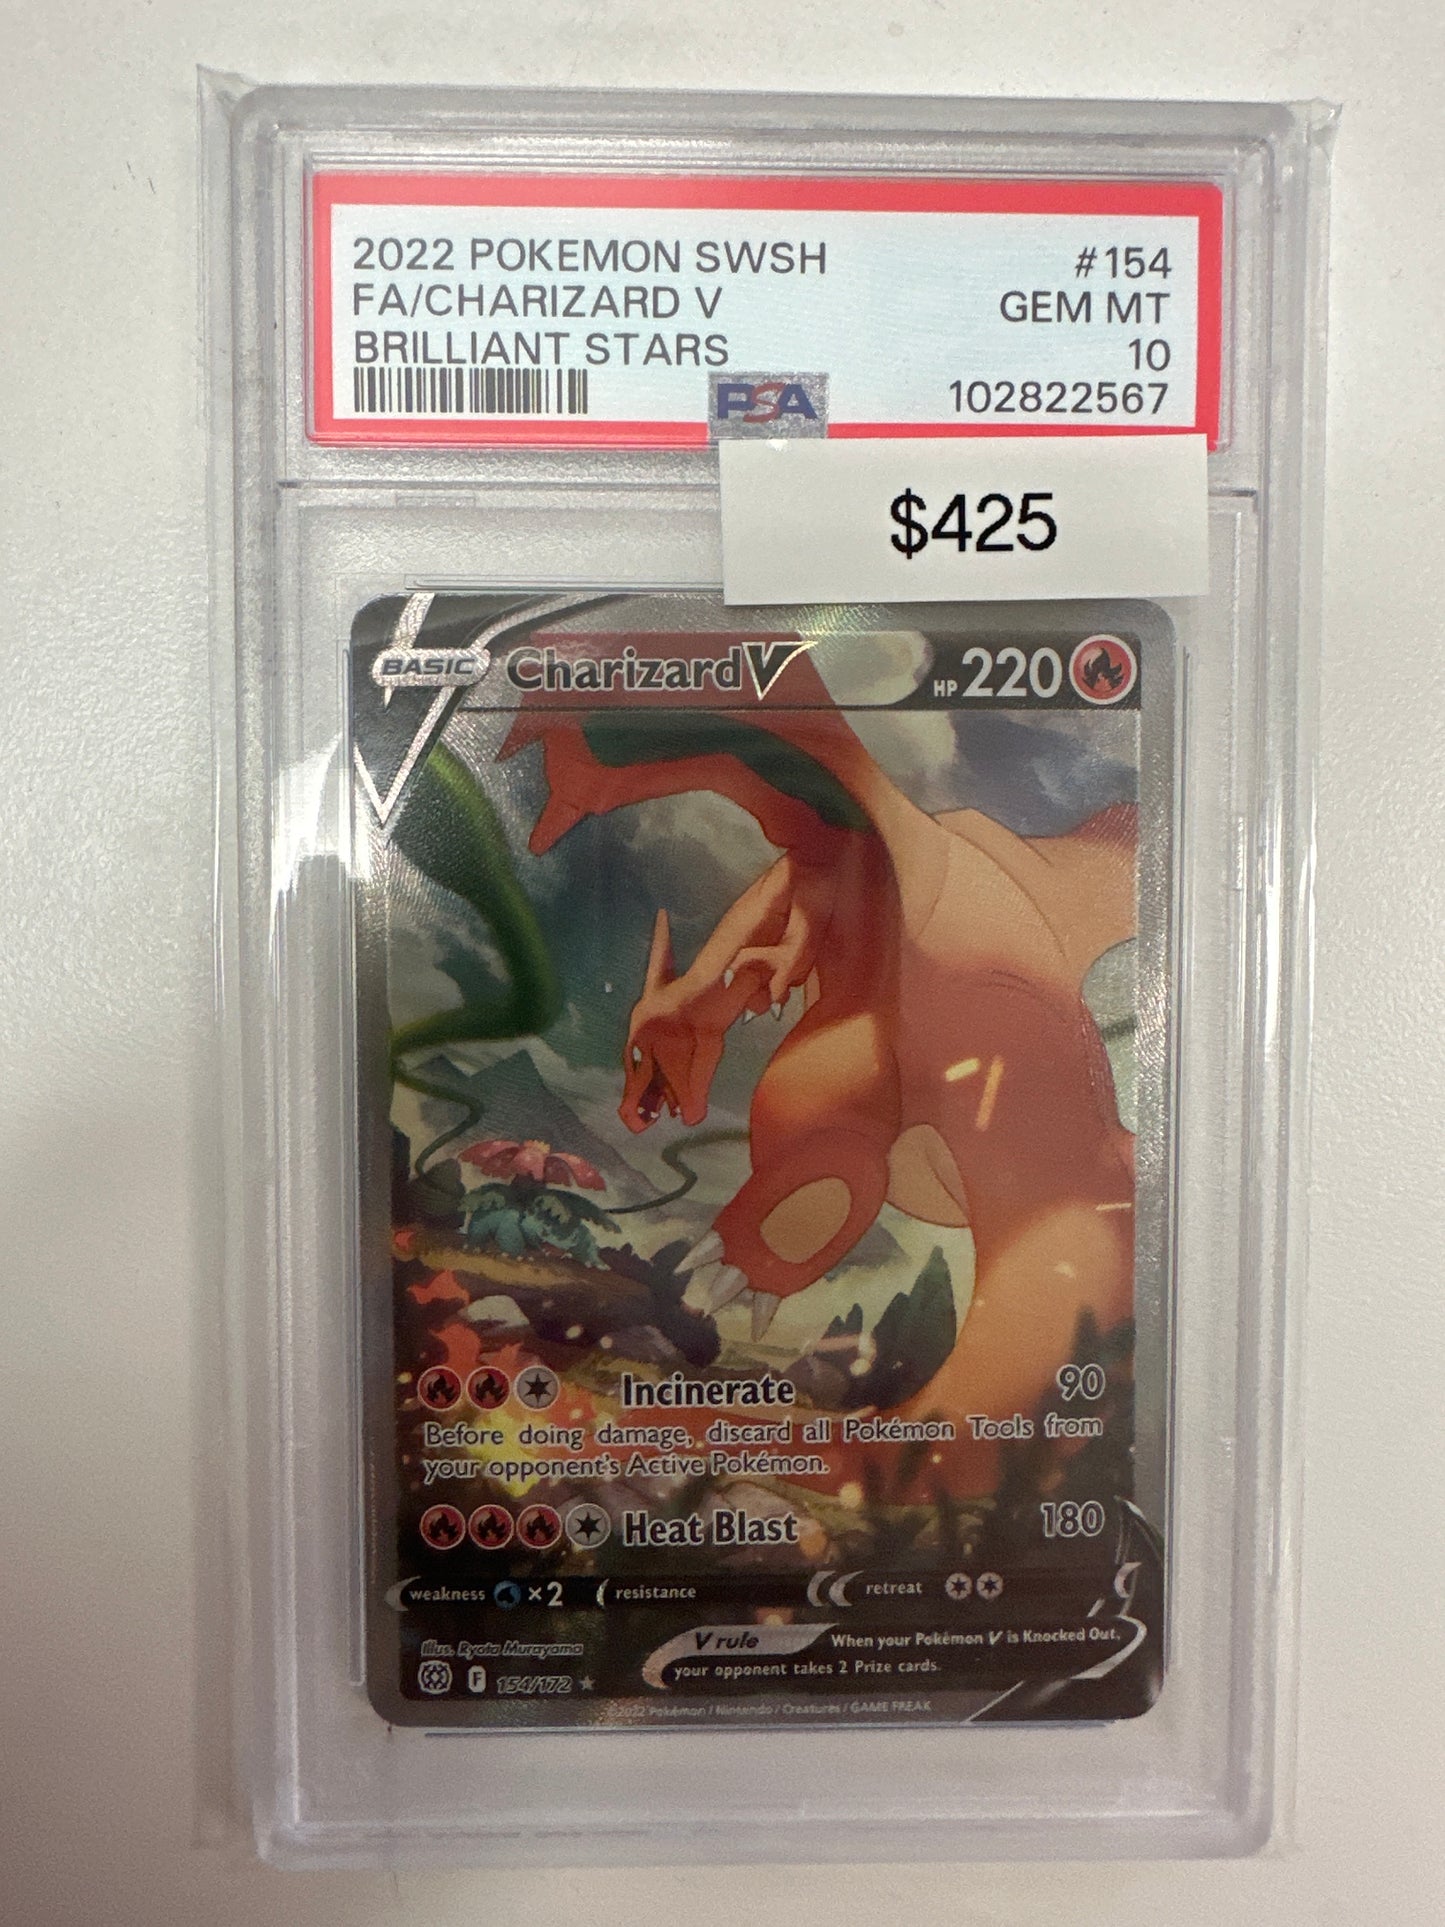 2022 POKEMON SWSH #154
FA/CHARIZARD V GEM MT
BRILLIANT STARS 10
PSA 102822567
$425
BASIC Charizard V HP 220
Incinerate 90
Before doing damage, discard all Pokémon Tools from
your opponent's Active Pokémon.
Heat Blast 180
weakness ×2 resistance retreat
V rule When your Pokémon V is Knocked Out,
your opponent takes 2 Prize cards.
Illus. Ryota Murayama
F 154/172 ★
©2022 Pokémon / Nintendo / Creatures / GAME FREAK